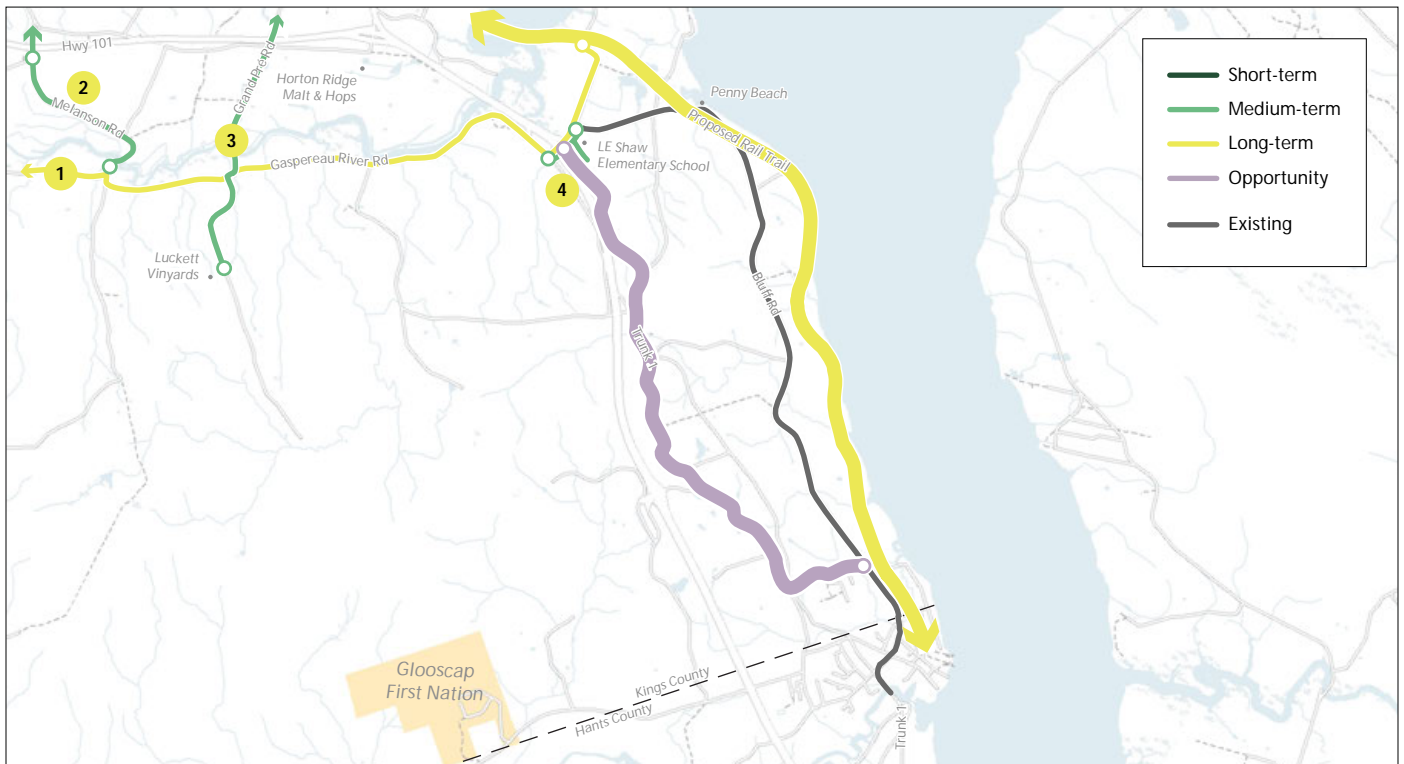 Hwy 101
2
Melanson Rd
Grand Pre Rd
Horton Ridge
Malt & Hops
3
1
Gaspereau River Rd
4
LE Shaw
Elementary School
Penny Beach
Proposed Rail Trail
Luckett
Vinyards
Trunk 1
Bluff Rd
Glooscap
First Nation
Kings County
Hants County
Trunk 1
Short-term
Medium-term
Long-term
Opportunity
Existing